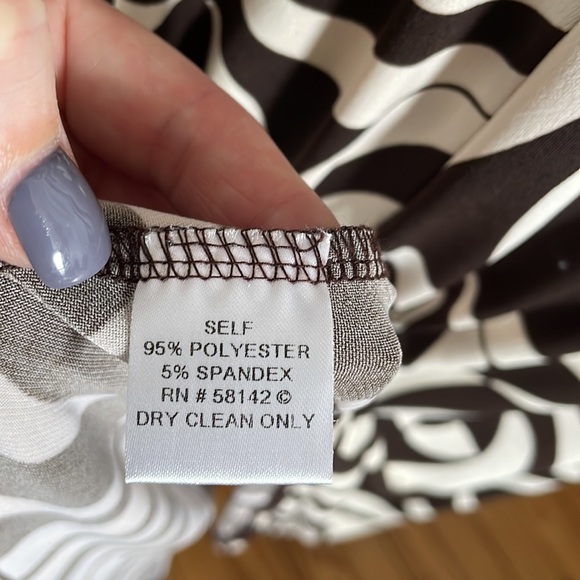 SELF
95% POLYESTER
5% SPANDEX
RN # 58142 ©
DRY CLEAN ONLY